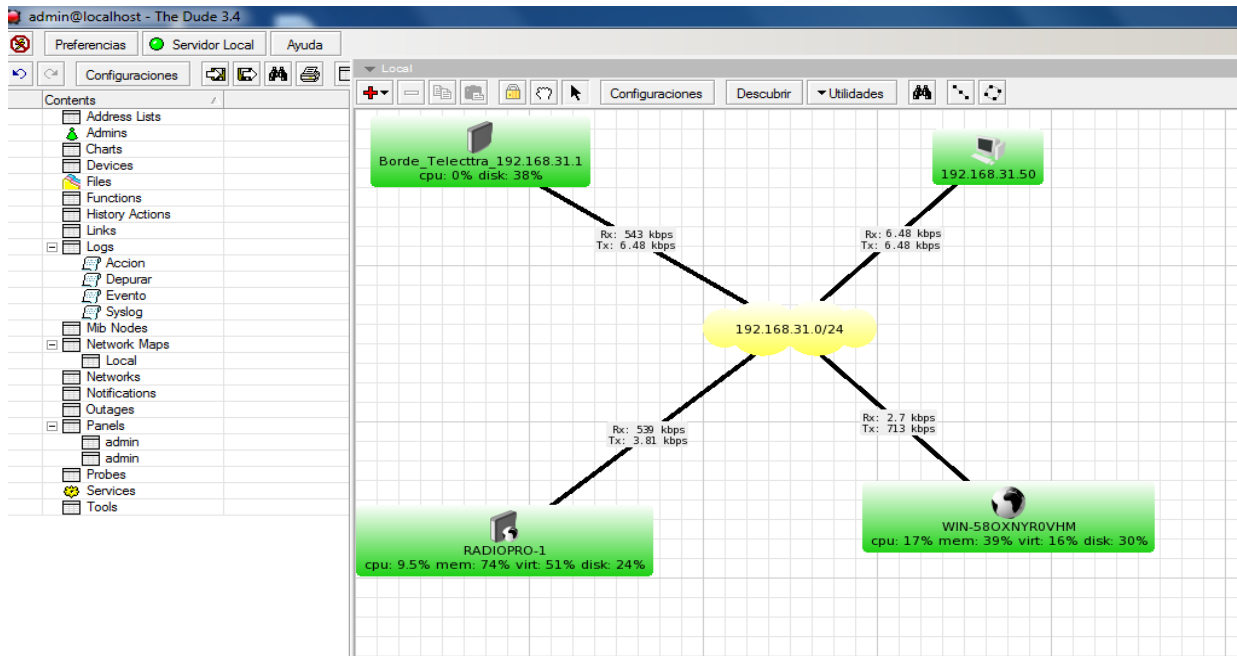 admin@localhost - The Dude 3.4
Preferencias Servidor Local Ayuda
Configuraciones
Contents
Address Lists
Admins
Charts
Devices
Files
Functions
History Actions
Links
Logs
Accion
Depurar
Evento
Syslog
Mib Nodes
Network Maps
Local
Networks
Notifications
Outages
Panels
admin
admin
Probes
Services
Tools
Local
Configuraciones Descubrir Utilidades
Borde_Telecttra_192.168.31.1
cpu: 0% disk: 38%
192.168.31.50
Rx: 543 kbps
Tx: 6.48 kbps
Rx: 6.48 kbps
Tx: 6.48 kbps
192.168.31.0/24
Rx: 539 kbps
Tx: 3.81 kbps
Rx: 2.7 kbps
Tx: 713 kbps
RADIOPRO-1
cpu: 9.5% mem: 74% virt: 51% disk: 24%
WIN-58OXNYR0VHM
cpu: 17% mem: 39% virt: 16% disk: 30%